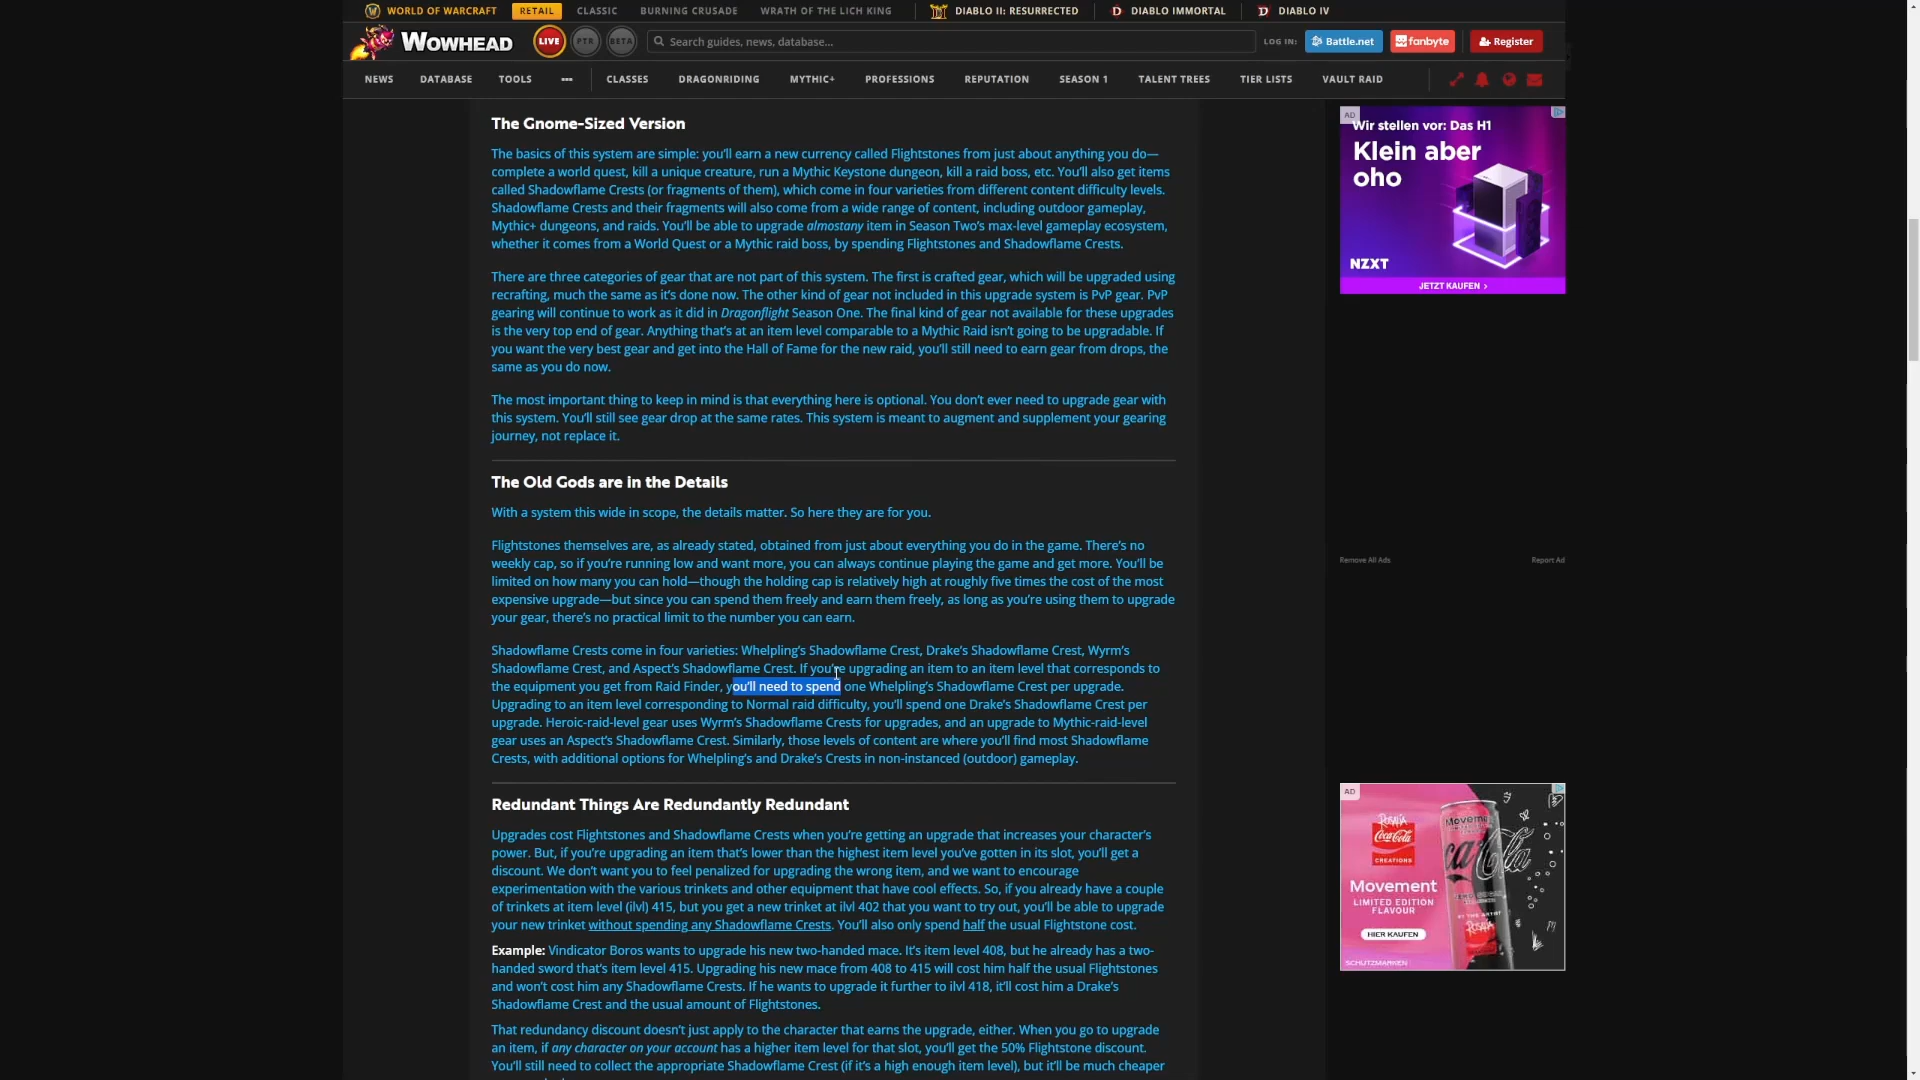 WORLD OF WARCRAFT RETAIL CLASSIC BURNING CRUSADE WRATH OF THE LICH KING DIABLO II: RESURRECTED DIABLO IMMORTAL DIABLO IV
WOWHEAD LIVE PTR BETA Search guides, news, database... LOG IN: Battle.net fanbyte Register
NEWS DATABASE TOOLS ••• CLASSES DRAGONRIDING MYTHIC+ PROFESSIONS REPUTATION SEASON 1 TALENT TREES TIER LISTS VAULT RAID
The Gnome-Sized Version
The basics of this system are simple: you'll earn a new currency called Flightstones from just about anything you do—
complete a world quest, kill a unique creature, run a Mythic Keystone dungeon, kill a raid boss, etc. You'll also get items
called Shadowflame Crests (or fragments of them), which come in four varieties from different content difficulty levels.
Shadowflame Crests and their fragments will also come from a wide range of content, including outdoor gameplay,
Mythic+ dungeons, and raids. You'll be able to upgrade almostany item in Season Two's max-level gameplay ecosystem,
whether it comes from a World Quest or a Mythic raid boss, by spending Flightstones and Shadowflame Crests.
There are three categories of gear that are not part of this system. The first is crafted gear, which will be upgraded using
recrafting, much the same as it's done now. The other kind of gear not included in this upgrade system is PvP gear. PvP
gearing will continue to work as it did in Dragonflight Season One. The final kind of gear not available for these upgrades
is the very top end of gear. Anything that's at an item level comparable to a Mythic Raid isn't going to be upgradable. If
you want the very best gear and get into the Hall of Fame for the new raid, you'll still need to earn gear from drops, the
same as you do now.
The most important thing to keep in mind is that everything here is optional. You don't ever need to upgrade gear with
this system. You'll still see gear drop at the same rates. This system is meant to augment and supplement your gearing
journey, not replace it.
The Old Gods are in the Details
With a system this wide in scope, the details matter. So here they are for you.
Flightstones themselves are, as already stated, obtained from just about everything you do in the game. There's no
weekly cap, so if you're running low and want more, you can always continue playing the game and get more. You'll be
limited on how many you can hold—though the holding cap is relatively high at roughly five times the cost of the most
expensive upgrade—but since you can spend them freely and earn them freely, as long as you're using them to upgrade
your gear, there's no practical limit to the number you can earn.
Shadowflame Crests come in four varieties: Whelpling's Shadowflame Crest, Drake's Shadowflame Crest, Wyrm's
Shadowflame Crest, and Aspect's Shadowflame Crest. If you're upgrading an item to an item level that corresponds to
the equipment you get from Raid Finder, you'll need to spend one Whelpling's Shadowflame Crest per upgrade.
Upgrading to an item level corresponding to Normal raid difficulty, you'll spend one Drake's Shadowflame Crest per
upgrade. Heroic-raid-level gear uses Wyrm's Shadowflame Crests for upgrades, and an upgrade to Mythic-raid-level
gear uses an Aspect's Shadowflame Crest. Similarly, those levels of content are where you'll find most Shadowflame
Crests, with additional options for Whelpling's and Drake's Crests in non-instanced (outdoor) gameplay.
Redundant Things Are Redundantly Redundant
Upgrades cost Flightstones and Shadowflame Crests when you're getting an upgrade that increases your character's
power. But, if you're upgrading an item that's lower than the highest item level you've gotten in its slot, you'll get a
discount. We don't want you to feel penalized for upgrading the wrong item, and we want to encourage
experimentation with the various trinkets and other equipment that have cool effects. So, if you already have a couple
of trinkets at item level (ilvl) 415, but you get a new trinket at ilvl 402 that you want to try out, you'll be able to upgrade
your new trinket without spending any Shadowflame Crests. You'll also only spend half the usual Flightstone cost.
Example: Vindicator Boros wants to upgrade his new two-handed mace. It's item level 408, but he already has a two-
handed sword that's item level 415. Upgrading his new mace from 408 to 415 will cost him half the usual Flightstones
and won't cost him any Shadowflame Crests. If he wants to upgrade it further to ilvl 418, it'll cost him a Drake's
Shadowflame Crest and the usual amount of Flightstones.
That redundancy discount doesn't just apply to the character that earns the upgrade, either. When you go to upgrade
an item, if any character on your account has a higher item level for that slot, you'll get the 50% Flightstone discount.
You'll still need to collect the appropriate Shadowflame Crest (if it's a high enough item level), but it'll be much cheaper
AD
Wir stellen vor: Das H1
Klein aber
oho
NZXT
JETZT KAUFEN >
Remove All Ads Report Ad
AD
ROSALÍA
Coca-Cola
CREATIONS
Movement
LIMITED EDITION
FLAVOUR
HIER KAUFEN
SCHUTZMARKEN